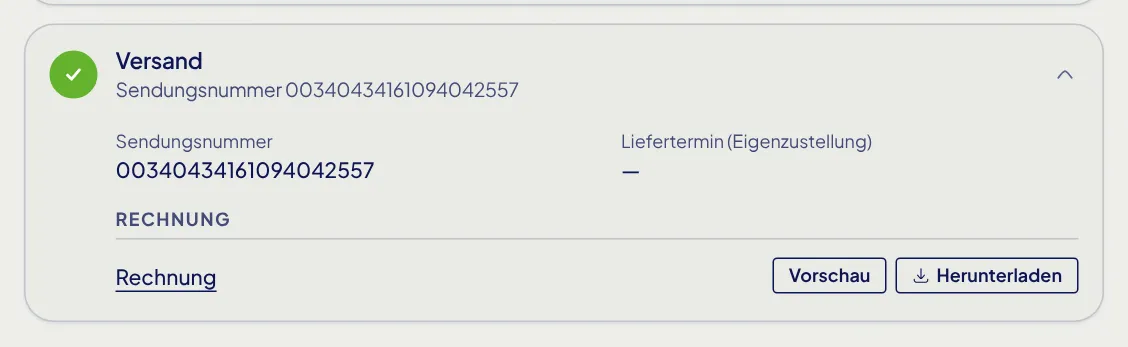 Versand
Sendungsnummer 00340434161094042557
Sendungsnummer
00340434161094042557
Liefertermin (Eigenzustellung)
—
RECHNUNG
Rechnung
Vorschau
Herunterladen